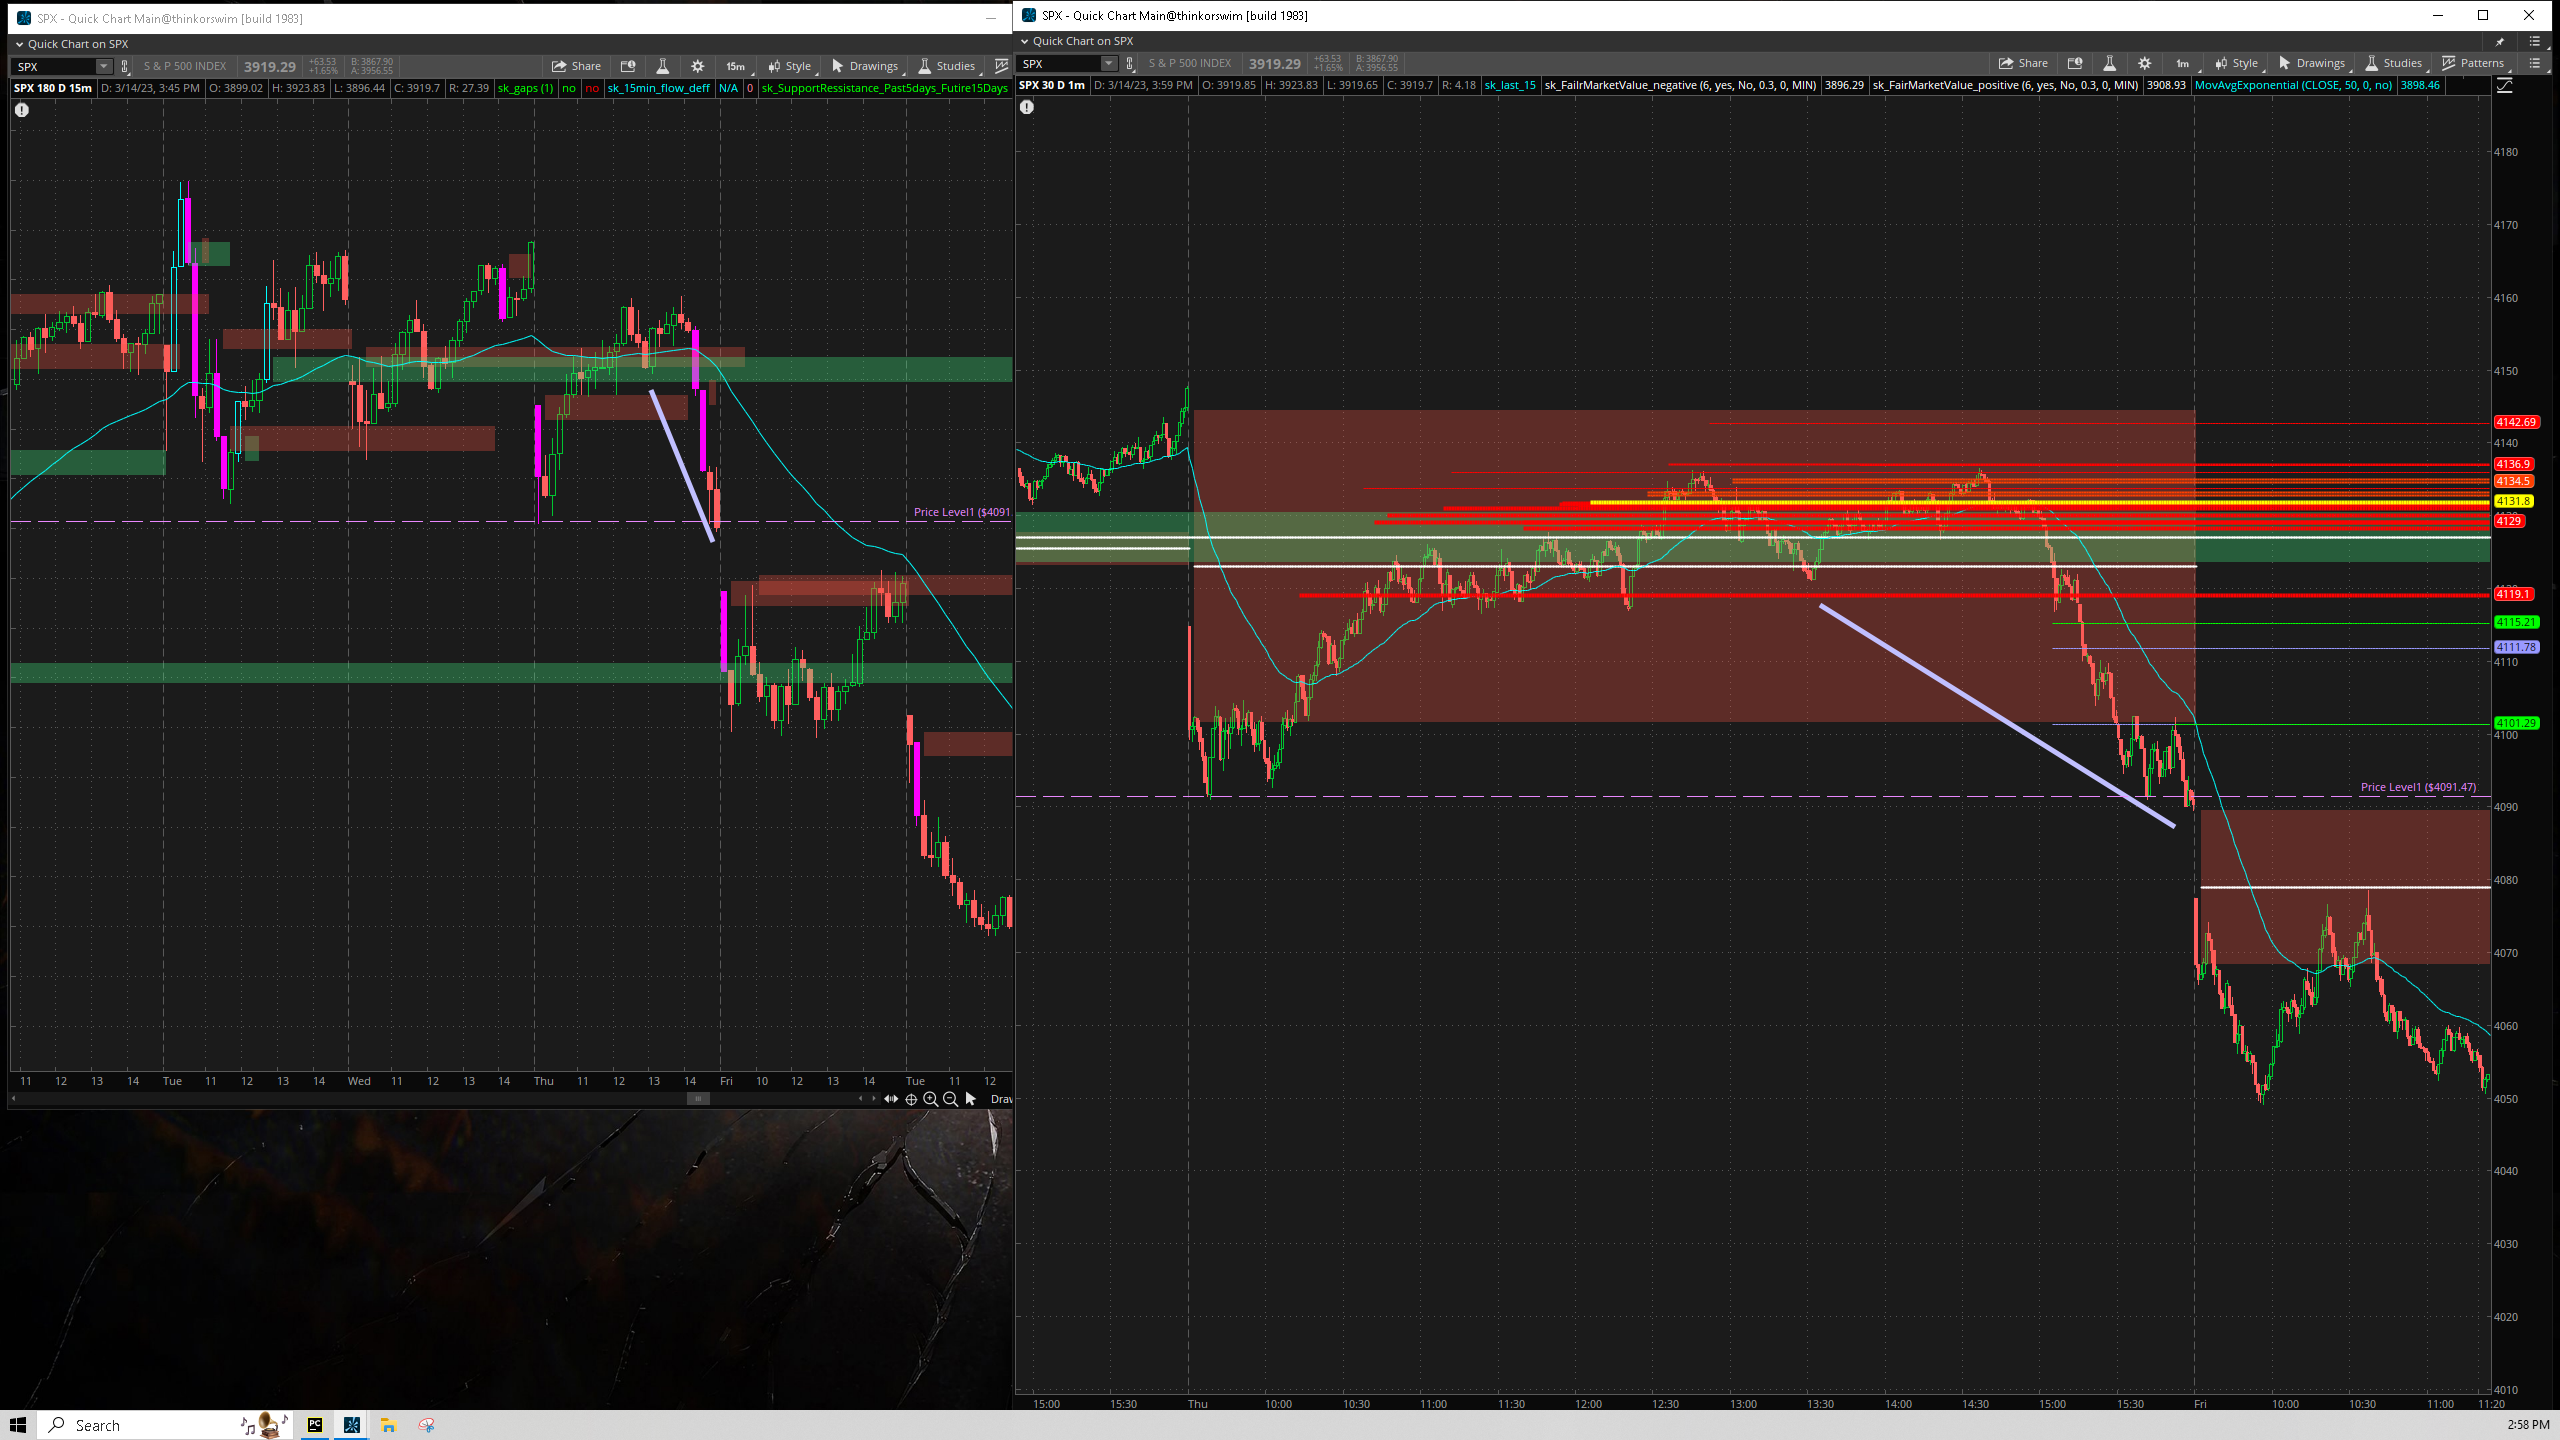 SPX - Quick Chart Main@thinkorswim [build 1983]
Quick Chart on SPX
SPX S & P 500 INDEX 3919.29 +63.53 +1.65% B: 3867.90 A: 3956.55 Share 15m Style Drawings Studies
SPX 180 D 15m D: 3/14/23, 3:45 PM O: 3899.02 H: 3923.83 L: 3896.44 C: 3919.7 R: 27.39 sk_gaps (1) no no sk_15min_flow_deff N/A 0 sk_SupportRessistance_Past5days_Futire15Days
Price Level1 ($4091.
11 12 13 14 Tue 11 12 13 14 Wed 11 12 13 14 Thu 11 12 13 14 Fri 10 12 13 14 Tue 11 12
Draw
SPX - Quick Chart Main@thinkorswim [build 1983]
Quick Chart on SPX
SPX S & P 500 INDEX 3919.29 +63.53 +1.65% B: 3867.90 A: 3956.55 Share 1m Style Drawings Studies Patterns
SPX 30 D 1m D: 3/14/23, 3:59 PM O: 3919.85 H: 3923.83 L: 3919.65 C: 3919.7 R: 4.18 sk_last_15 sk_FailrMarketValue_negative (6, yes, No, 0.3, 0, MIN) 3896.29 sk_FairMarketValue_positive (6, yes, No, 0.3, 0, MIN) 3908.93 MovAvgExponential (CLOSE, 50, 0, no) 3898.46
4180
4170
4160
4150
4142.69
4140
4136.9
4134.5
4131.8
4129
4119.1
4115.21
4111.78
4110
4101.29
4100
Price Level1 ($4091.47)
4090
4080
4070
4060
4050
4040
4030
4020
4010
15:00 15:30 Thu 10:00 10:30 11:00 11:30 12:00 12:30 13:00 13:30 14:00 14:30 15:00 15:30 Fri 10:00 10:30 11:00 11:20
Search PC 2:58 PM